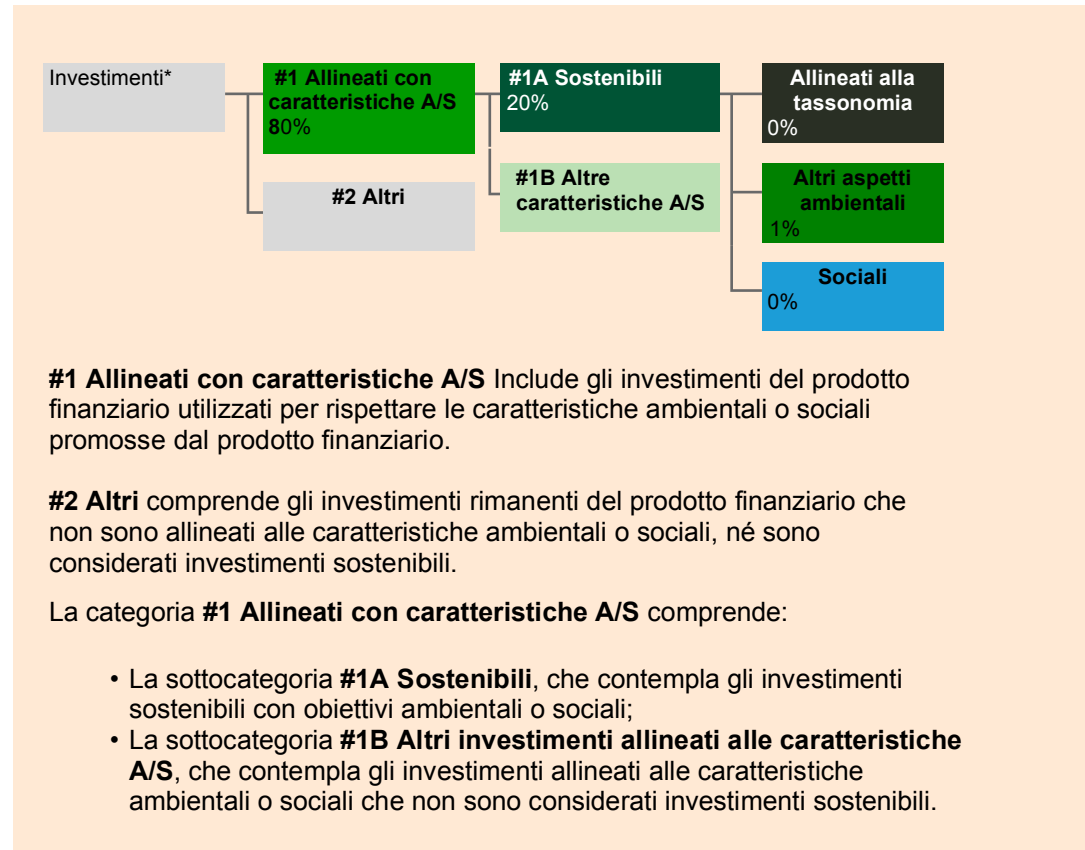 Investimenti*
#1 Allineati con
caratteristiche A/S
80%
#2 Altri
#1A Sostenibili
20%
#1B Altre
caratteristiche A/S
Allineati alla
tassonomia
0%
Altri aspetti
ambientali
1%
Sociali
0%
#1 Allineati con caratteristiche A/S Include gli investimenti del prodotto
finanziario utilizzati per rispettare le caratteristiche ambientali o sociali
promosse dal prodotto finanziario.
#2 Altri comprende gli investimenti rimanenti del prodotto finanziario che
non sono allineati alle caratteristiche ambientali o sociali, né sono
considerati investimenti sostenibili.
La categoria #1 Allineati con caratteristiche A/S comprende:
• La sottocategoria #1A Sostenibili, che contempla gli investimenti
sostenibili con obiettivi ambientali o sociali;
• La sottocategoria #1B Altri investimenti allineati alle caratteristiche
A/S, che contempla gli investimenti allineati alle caratteristiche
ambientali o sociali che non sono considerati investimenti sostenibili.